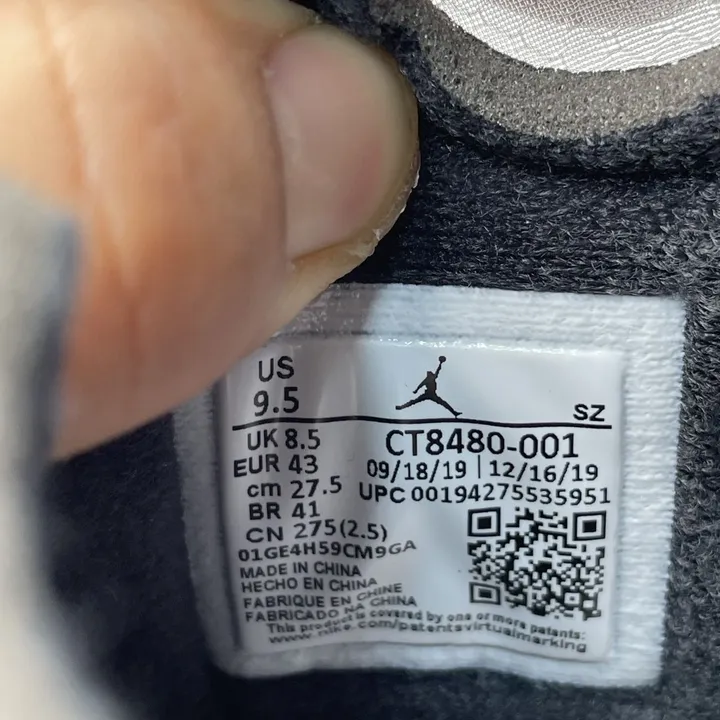 US
9.5
SZ
UK 8.5
EUR 43
cm 27.5
BR 41
CN 275(2.5)
01GE4H59CM9GA
CT8480-001
09/18/19 | 12/16/19
UPC 00194275535951
MADE IN CHINA
HECHO EN CHINA
FABRIQUE EN CHINE
FABRICADO NA CHINA
This product is covered by one or more patents:
www.nike.com/patentsvirtualmarking